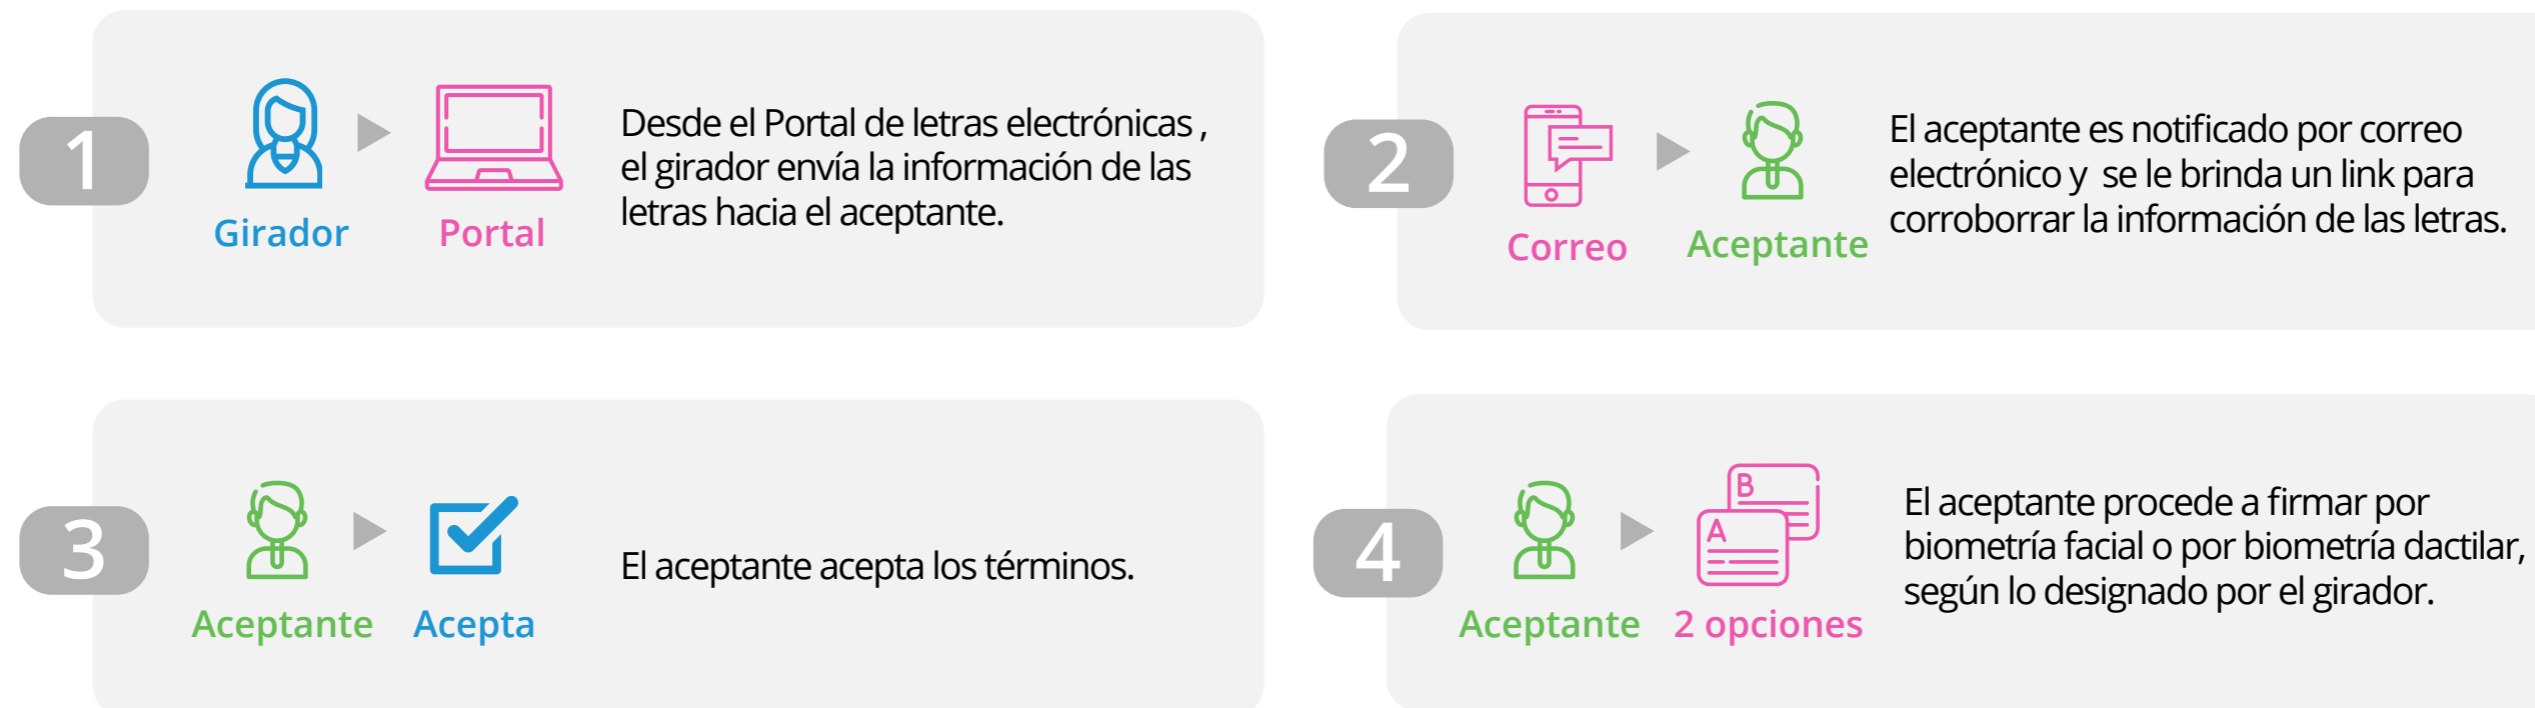 1
Girador
Portal
Desde el Portal de letras electrónicas ,
el girador envía la información de las
letras hacia el aceptante.
2
Correo
Aceptante
El aceptante es notificado por correo
electrónico y  se le brinda un link para
corroborrar la información de las letras.
3
Aceptante
Acepta
El aceptante acepta los términos.
4
B
A
Aceptante
2 opciones
El aceptante procede a firmar por
biometría facial o por biometría dactilar,
según lo designado por el girador.